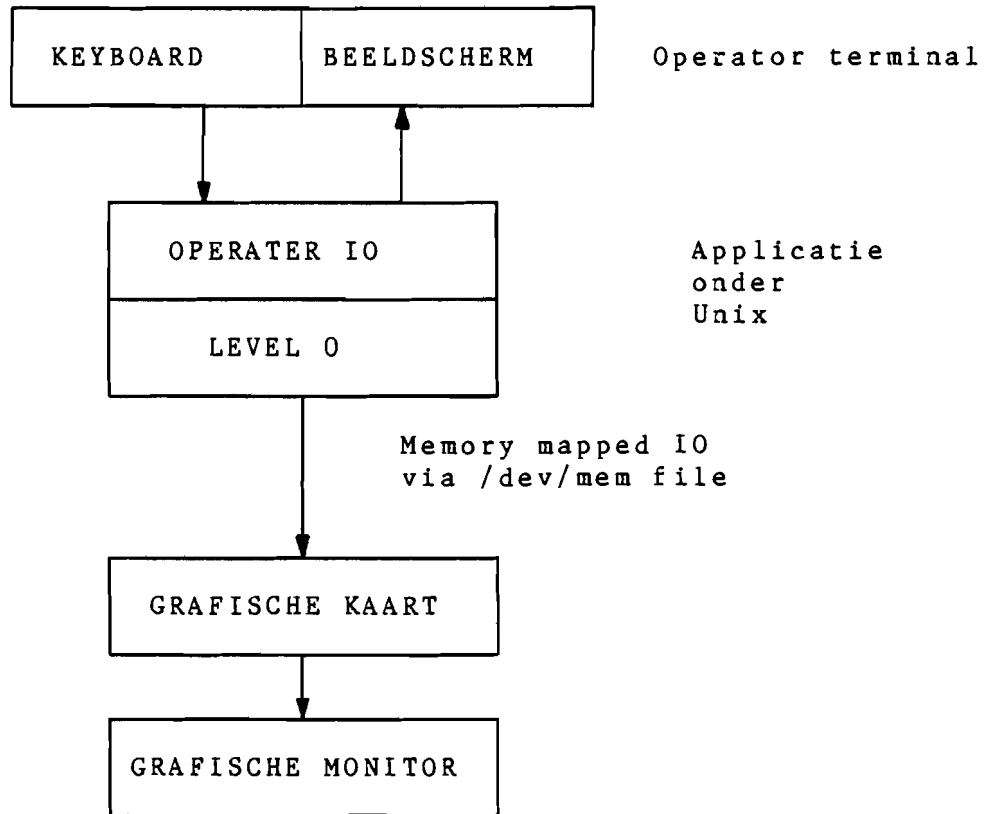 KEYBOARD BEELDSCHERM Operator terminal
OPERATER IO
LEVEL 0
Applicatie
onder
Unix
Memory mapped IO
via /dev/mem file
GRAFISCHE KAART
GRAFISCHE MONITOR